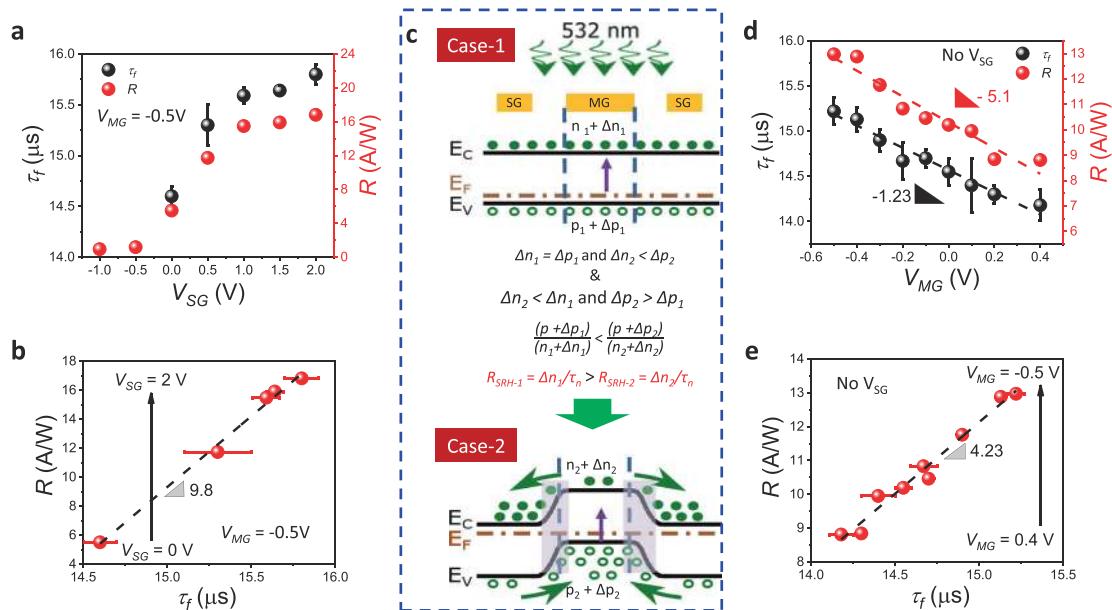 a
16.0
15.5
15.0
14.5
14.0
τf (μs)
τf
R
VMG = -0.5V
24
20
16
12
8
4
0
R (A/W)
-1.0 -0.5 0.0 0.5 1.0 1.5 2.0
VSG (V)
b
18
16
14
12
10
8
6
4
R (A/W)
VSG = 2 V
9.8
VSG = 0 V
VMG = -0.5V
14.5 15.0 15.5 16.0
τf (μs)
c
Case-1
532 nm
SG MG SG
n1 + Δn1
EC
EF
EV
p1 + Δp1
Δn1 = Δp1 and Δn2 < Δp2
&
Δn2 < Δn1 and Δp2 > Δp1
(p +Δp1) < (p +Δp2)
(n1+Δn1) (n2+Δn2)
RSRH-1 = Δn1/τn > RSRH-2 = Δn2/τn
Case-2
n2 + Δn2
EC
EF
EV
p2 + Δp2
d
16.0
15.5
15.0
14.5
14.0
τf (μs)
No VSG
τf
R
- 5.1
-1.23
13
12
11
10
9
8
7
6
R (A/W)
-0.6 -0.4 -0.2 0.0 0.2 0.4
VMG (V)
e
14
13
12
11
10
9
8
R (A/W)
No VSG
VMG = -0.5 V
4.23
VMG = 0.4 V
14.0 14.5 15.0 15.5
τf (μs)